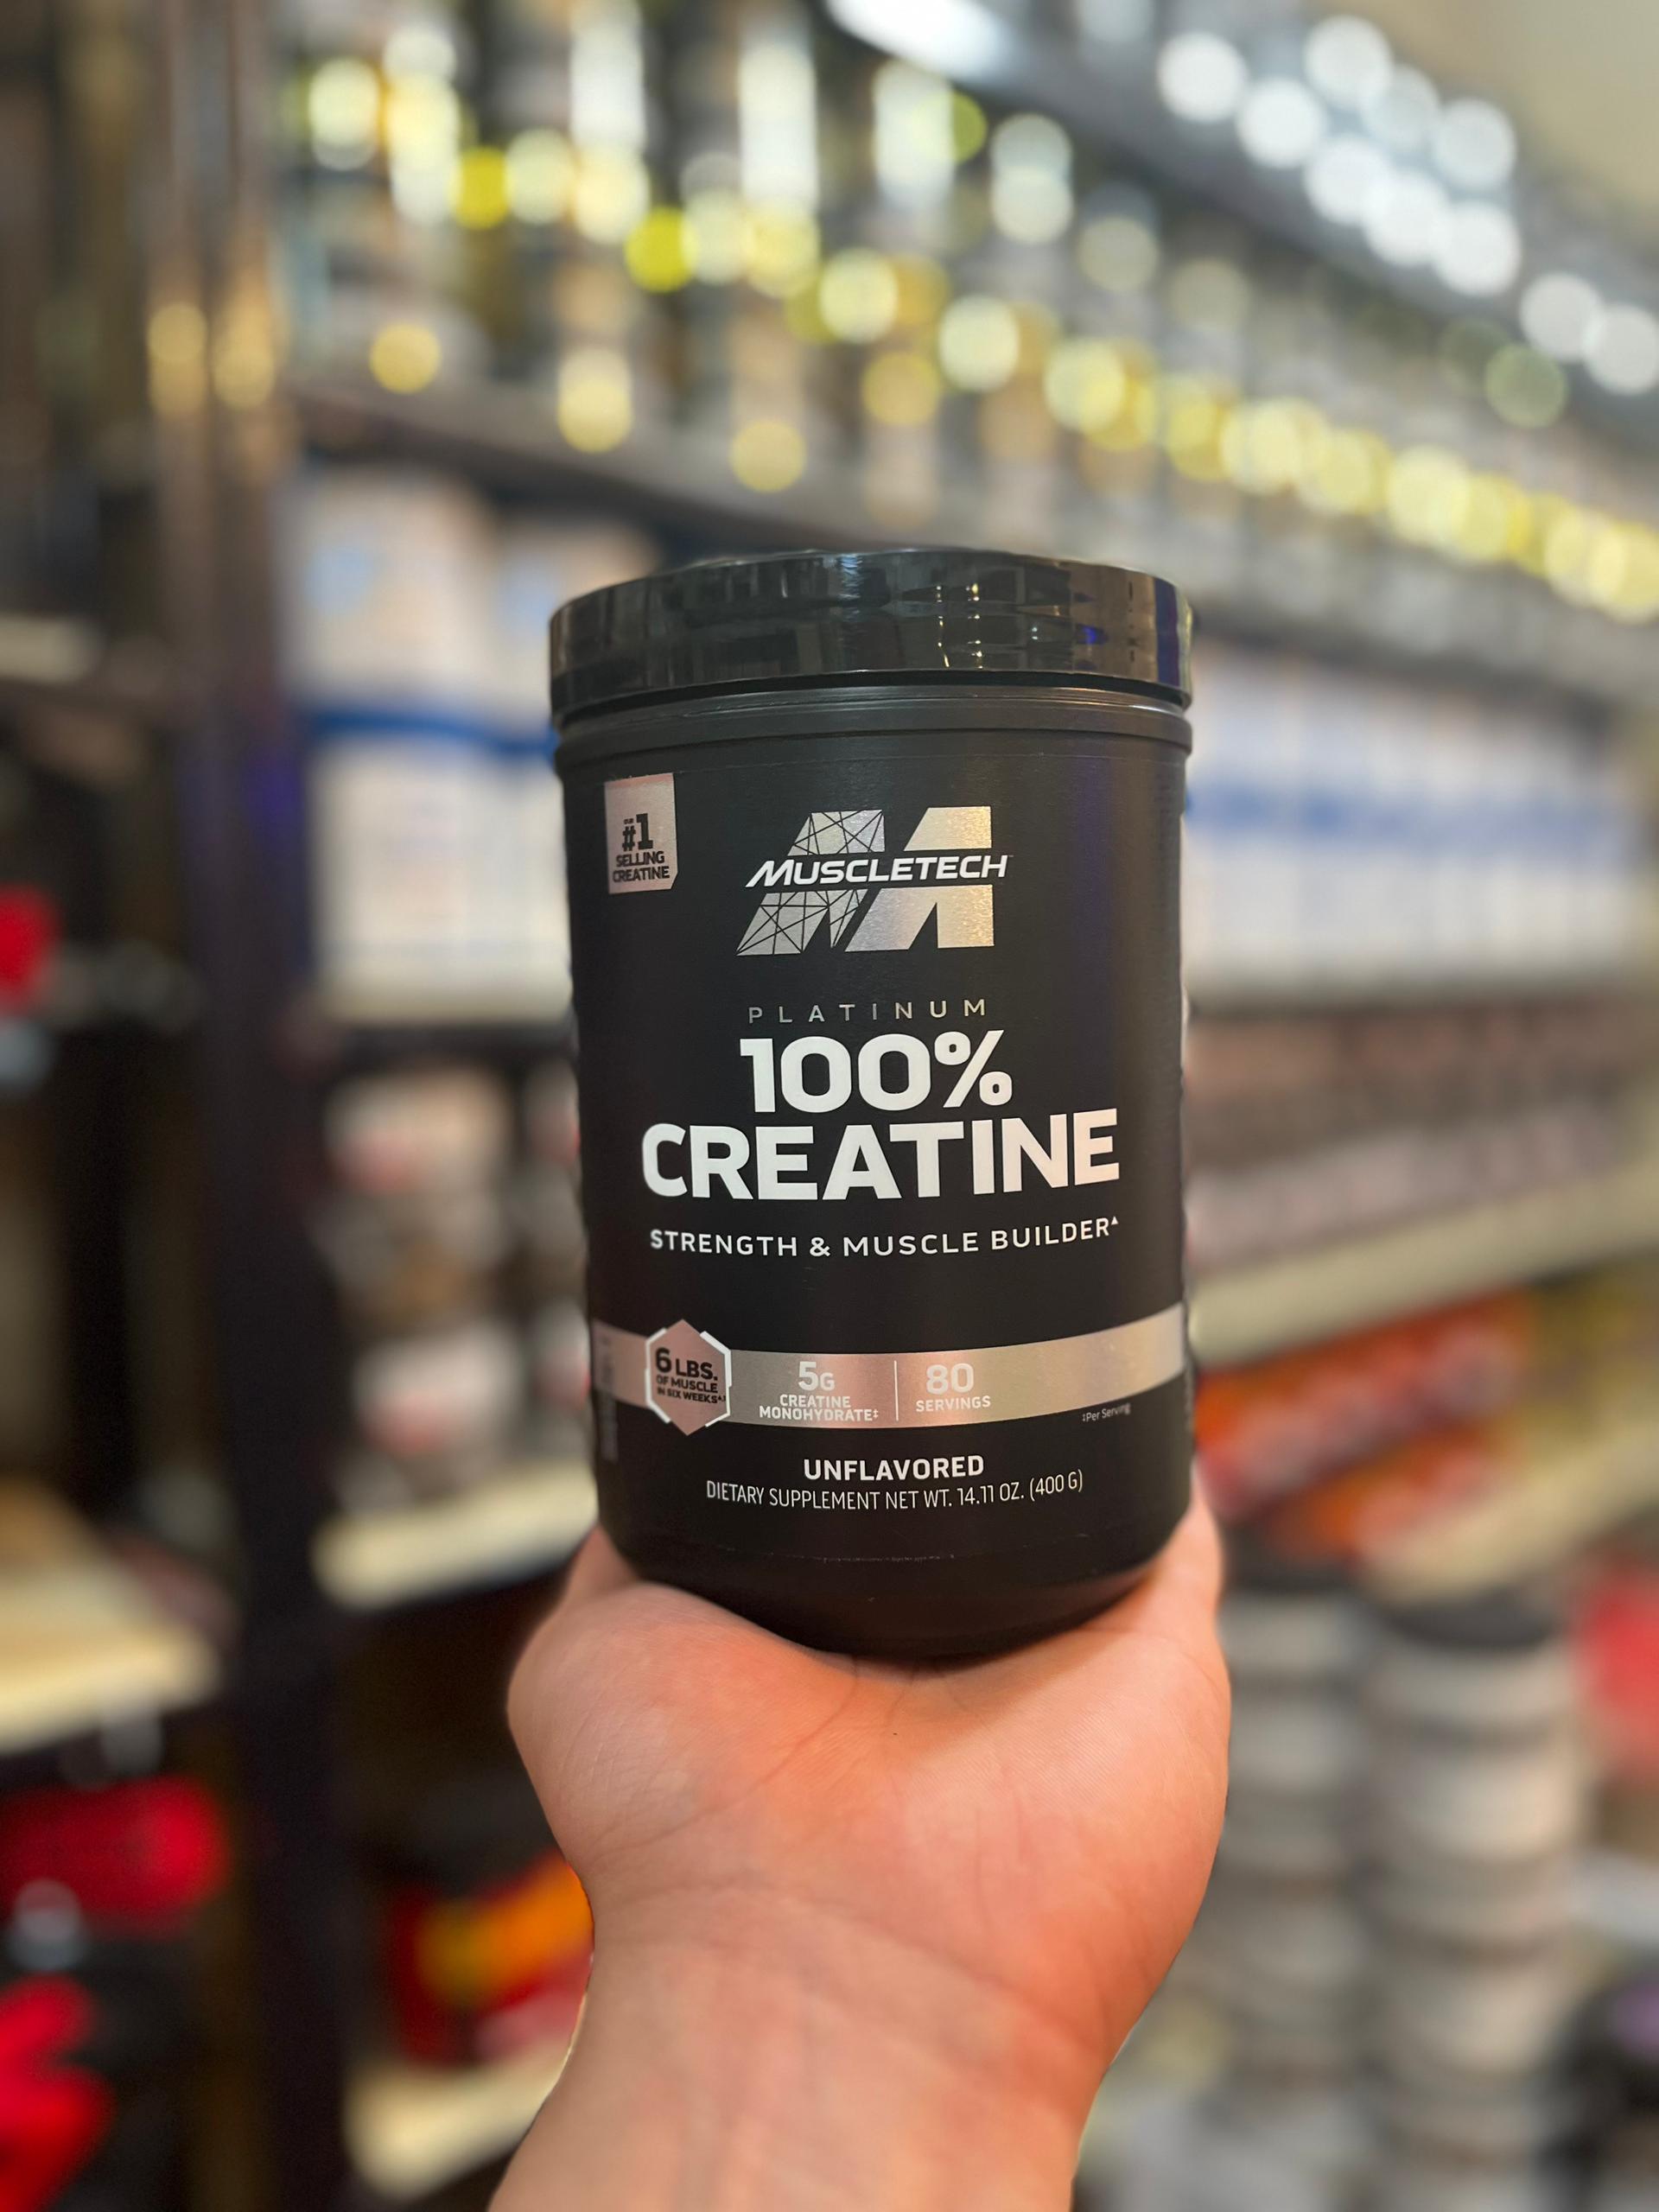 #1
SELLING
CREATINE
MUSCLETECH
PLATINUM
100%
CREATINE
STRENGTH & MUSCLE BUILDER▲
6 LBS.
OF MUSCLE
IN SIX WEEKS
5G
CREATINE
MONOHYDRATE‡
80
SERVINGS
‡Per Serving
UNFLAVORED
DIETARY SUPPLEMENT NET WT. 14.11 OZ. (400 G)